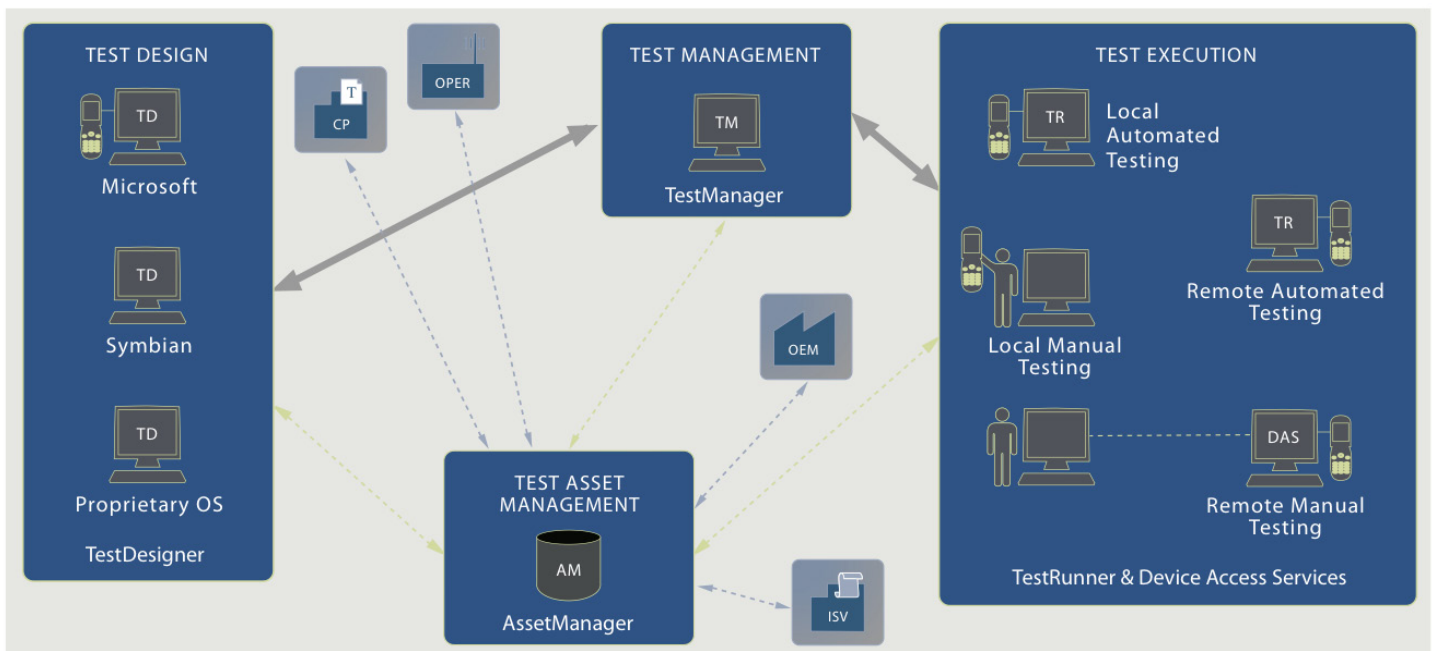 TEST DESIGN
TD
Microsoft
TD
Symbian
TD
Proprietary OS
TestDesigner
T
CP
OPER
TEST MANAGEMENT
TM
TestManager
OEM
TEST ASSET
MANAGEMENT
AM
AssetManager
ISV
TEST EXECUTION
TR
Local
Automated
Testing
TR
Remote Automated
Testing
Local Manual
Testing
DAS
Remote Manual
Testing
TestRunner & Device Access Services